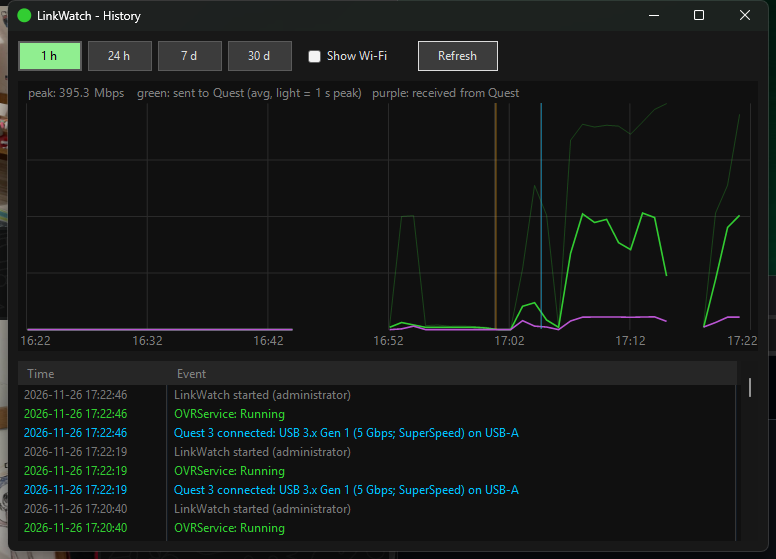 LinkWatch - History
1 h 24 h 7 d 30 d Show Wi-Fi Refresh
peak: 395.3 Mbps green: sent to Quest (avg, light = 1 s peak) purple: received from Quest
16:22 16:32 16:42 16:52 17:02 17:12 17:22
Time Event
2026-11-26 17:22:46 LinkWatch started (administrator)
2026-11-26 17:22:46 OVRService: Running
2026-11-26 17:22:46 Quest 3 connected: USB 3.x Gen 1 (5 Gbps; SuperSpeed) on USB-A
2026-11-26 17:22:19 LinkWatch started (administrator)
2026-11-26 17:22:19 OVRService: Running
2026-11-26 17:22:19 Quest 3 connected: USB 3.x Gen 1 (5 Gbps; SuperSpeed) on USB-A
2026-11-26 17:20:40 LinkWatch started (administrator)
2026-11-26 17:20:40 OVRService: Running